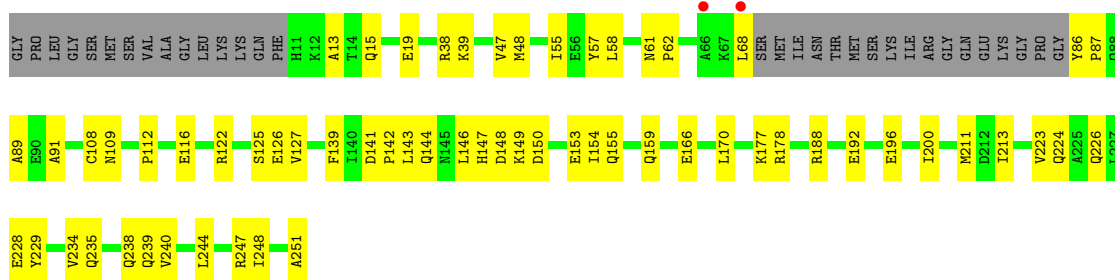 GLY PRO LEU GLY SER MET SER VAL ALA GLY LEU LYS LYS GLN PHE H11 K12 A13 T14 Q15 E19 R38 K39 V47 M48 I55 E56 Y57 L58 N61 P62 A66 K67 L68 SER MET ILE ASN THR MET SER LYS ILE ARG GLY GLN GLU LYS GLY PRO GLY Y86 P87
A89 E90 A91 C108 N109 P112 E116 R122 S125 E126 V127 F139 I140 D141 P142 L143 Q144 N145 L146 H147 D148 K149 D150 E153 I154 Q155 Q159 E166 L170 K177 R178 R188 E192 E196 I200 M211 D212 I213 V223 Q224 A225 Q226
E228 Y229 V234 Q235 Q238 Q239 V240 L244 R247 I248 A251